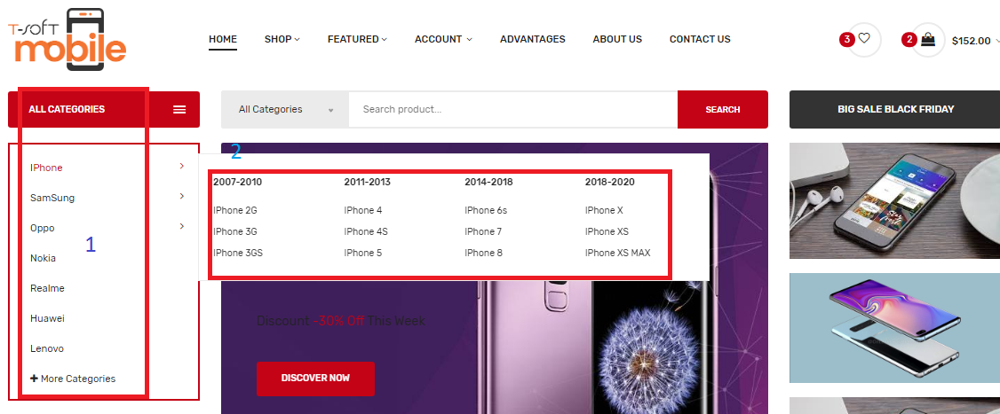 T-SOFT
mobile
HOME SHOP FEATURED ACCOUNT ADVANTAGES ABOUT US CONTACT US
3 2 $152.00
ALL CATEGORIES
All Categories Search product... SEARCH
BIG SALE BLACK FRIDAY
2
IPhone
SamSung
Oppo
1
Nokia
Realme
Huawei
Lenovo
+ More Categories
2007-2010 2011-2013 2014-2018 2018-2020
IPhone 2G IPhone 4 IPhone 6s IPhone X
IPhone 3G IPhone 4S IPhone 7 IPhone XS
IPhone 3GS IPhone 5 IPhone 8 IPhone XS MAX
Discount -30% Off This Week
DISCOVER NOW